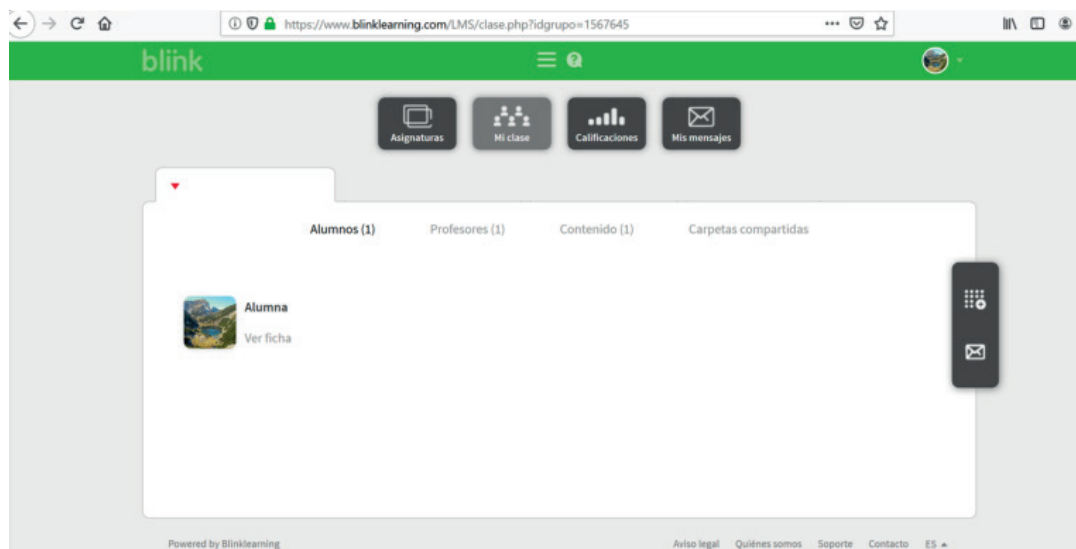 https://www.blinklearning.com/LMS/clase.php?idgrupo=1567645
blink
Asignaturas
Mi clase
Calificaciones
Mis mensajes
Alumnos (1) Profesores (1) Contenido (1) Carpetas compartidas
Alumna
Ver ficha
Powered by Blinklearning Aviso legal Quiénes somos Soporte Contacto ES